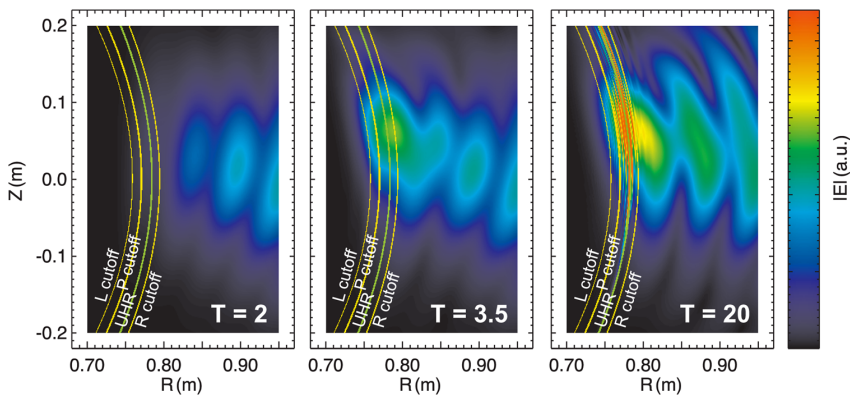 0.2
0.1
0.0
-0.1
-0.2
Z (m)
L cutoff
P cutoff
UHR
R cutoff
T = 2
L cutoff
P cutoff
UHR
R cutoff
T = 3.5
L cutoff
P cutoff
UHR
R cutoff
T = 20
|E| (a.u.)
0.70 0.80 0.90
0.70 0.80 0.90
0.70 0.80 0.90
R (m)
R (m)
R (m)